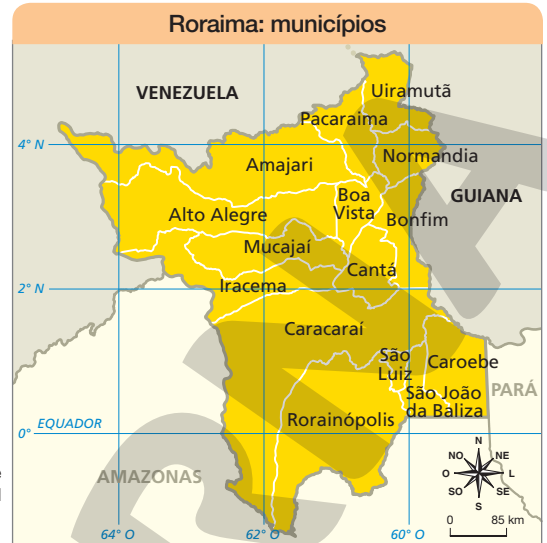 Roraima: municípios
VENEZUELA
Uiramutã
Pacaraima
4° N
Normandia
Amajari
GUIANA
Boa
Vista
Alto Alegre
Bonfim
Mucajaí
Cantá
2° N
Iracema
Caracaraí
São
Luiz
Caroebe
São João
da Baliza
PARÁ
Rorainópolis
0° EQUADOR
AMAZONAS
N
NO NE
O L
SO SE
S
0 85 km
64° O 62° O 60° O